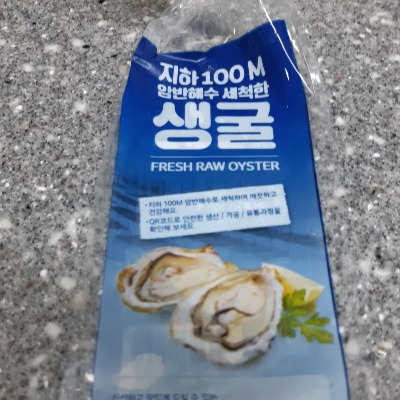 지하 100 M
암반해수 세척한
생굴
FRESH RAW OYSTER
•지하 100M 암반해수로 세척하여 깨끗하고
건강해요.
•QR코드로 안전한 생산 / 가공 / 유통과정을
확인해 보세요.